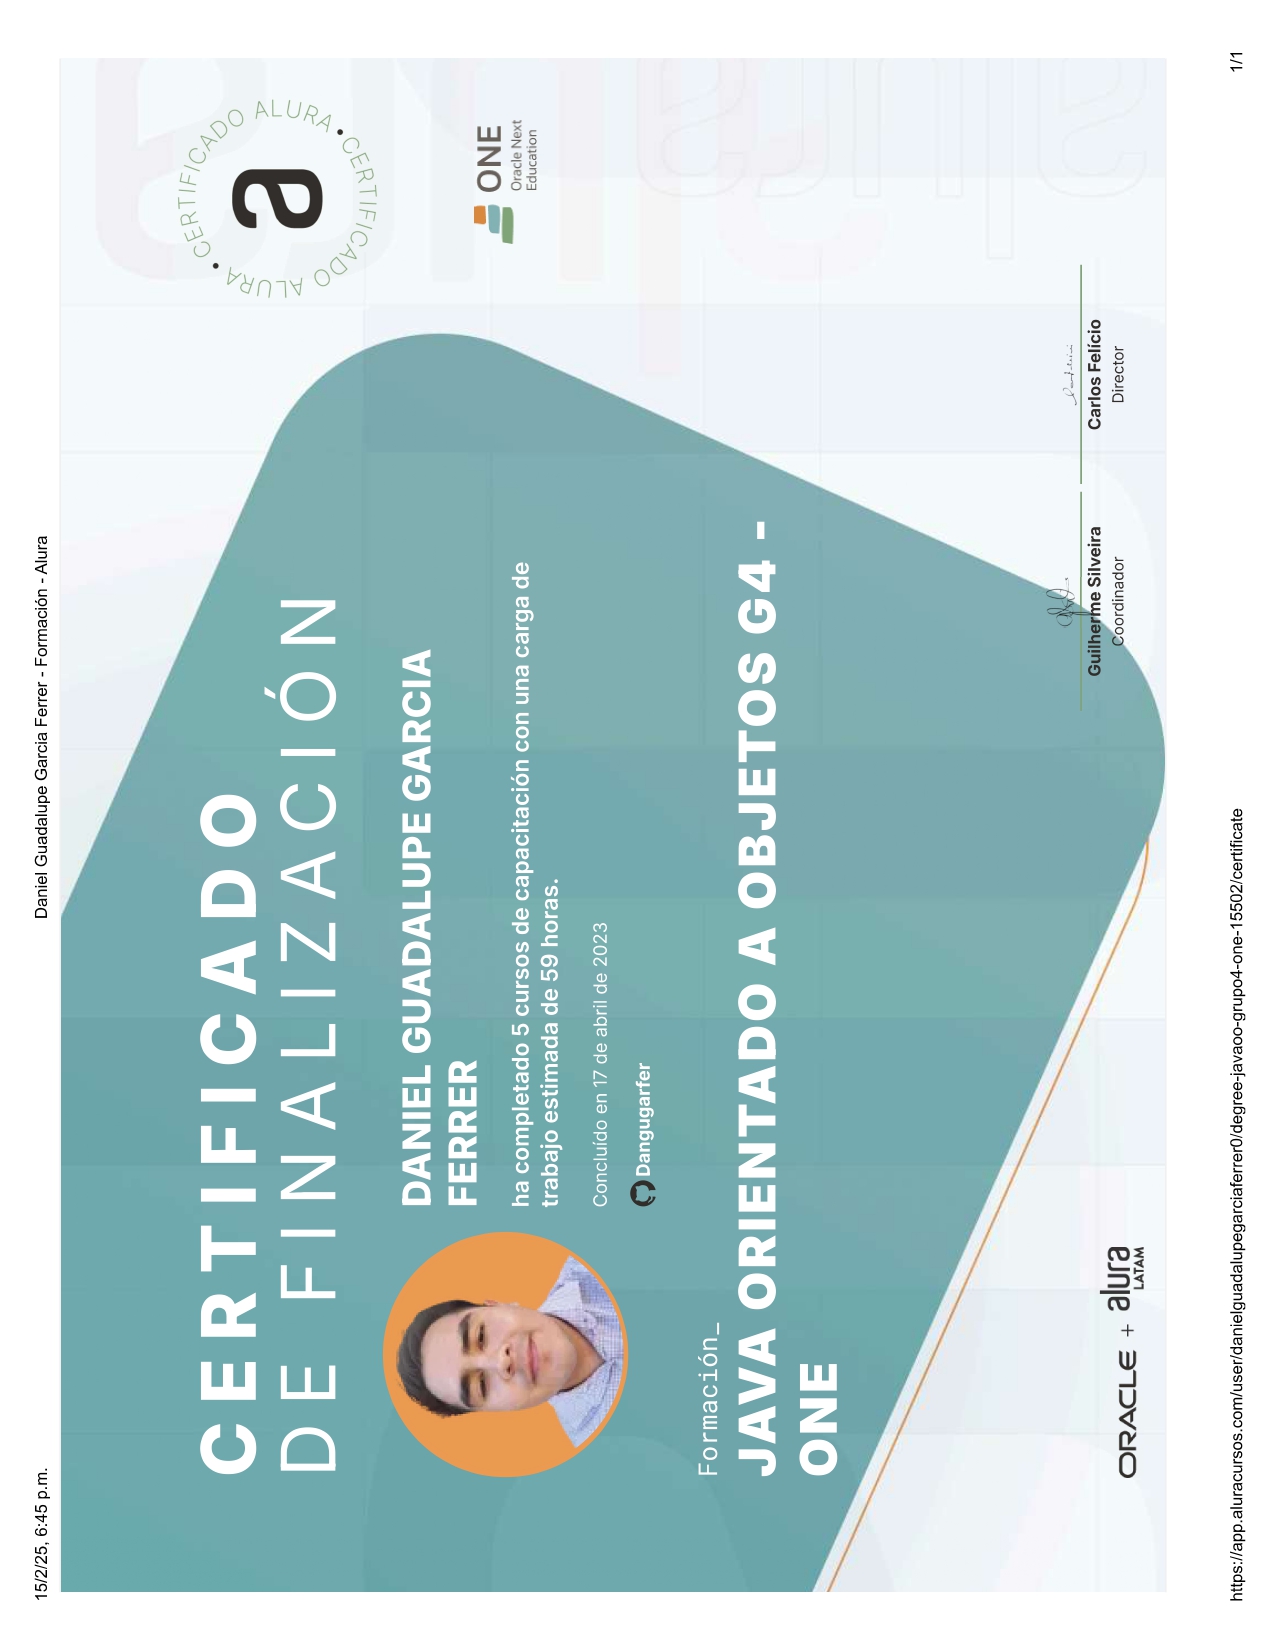 15/2/25, 6:45 p.m.
Daniel Guadalupe Garcia Ferrer - Formación - Alura
CERTIFICADO
DE FINALIZACIÓN
CERTIFICADO ALURA • CERTIFICADO ALURA •
a
DANIEL GUADALUPE GARCIA
FERRER
ha completado 5 cursos de capacitación con una carga de
trabajo estimada de 59 horas.
Concluído en 17 de abril de 2023
Dangugarfer
ONE
Oracle Next
Education
Formación_
JAVA ORIENTADO A OBJETOS G4 -
ONE
Guilherme Silveira
Coordinador
Carlos Felício
Director
ORACLE + alura
LATAM
https://app.aluracursos.com/user/danielguadalupegarciaferrer0/degree-javaoo-grupo4-one-15502/certificate
1/1